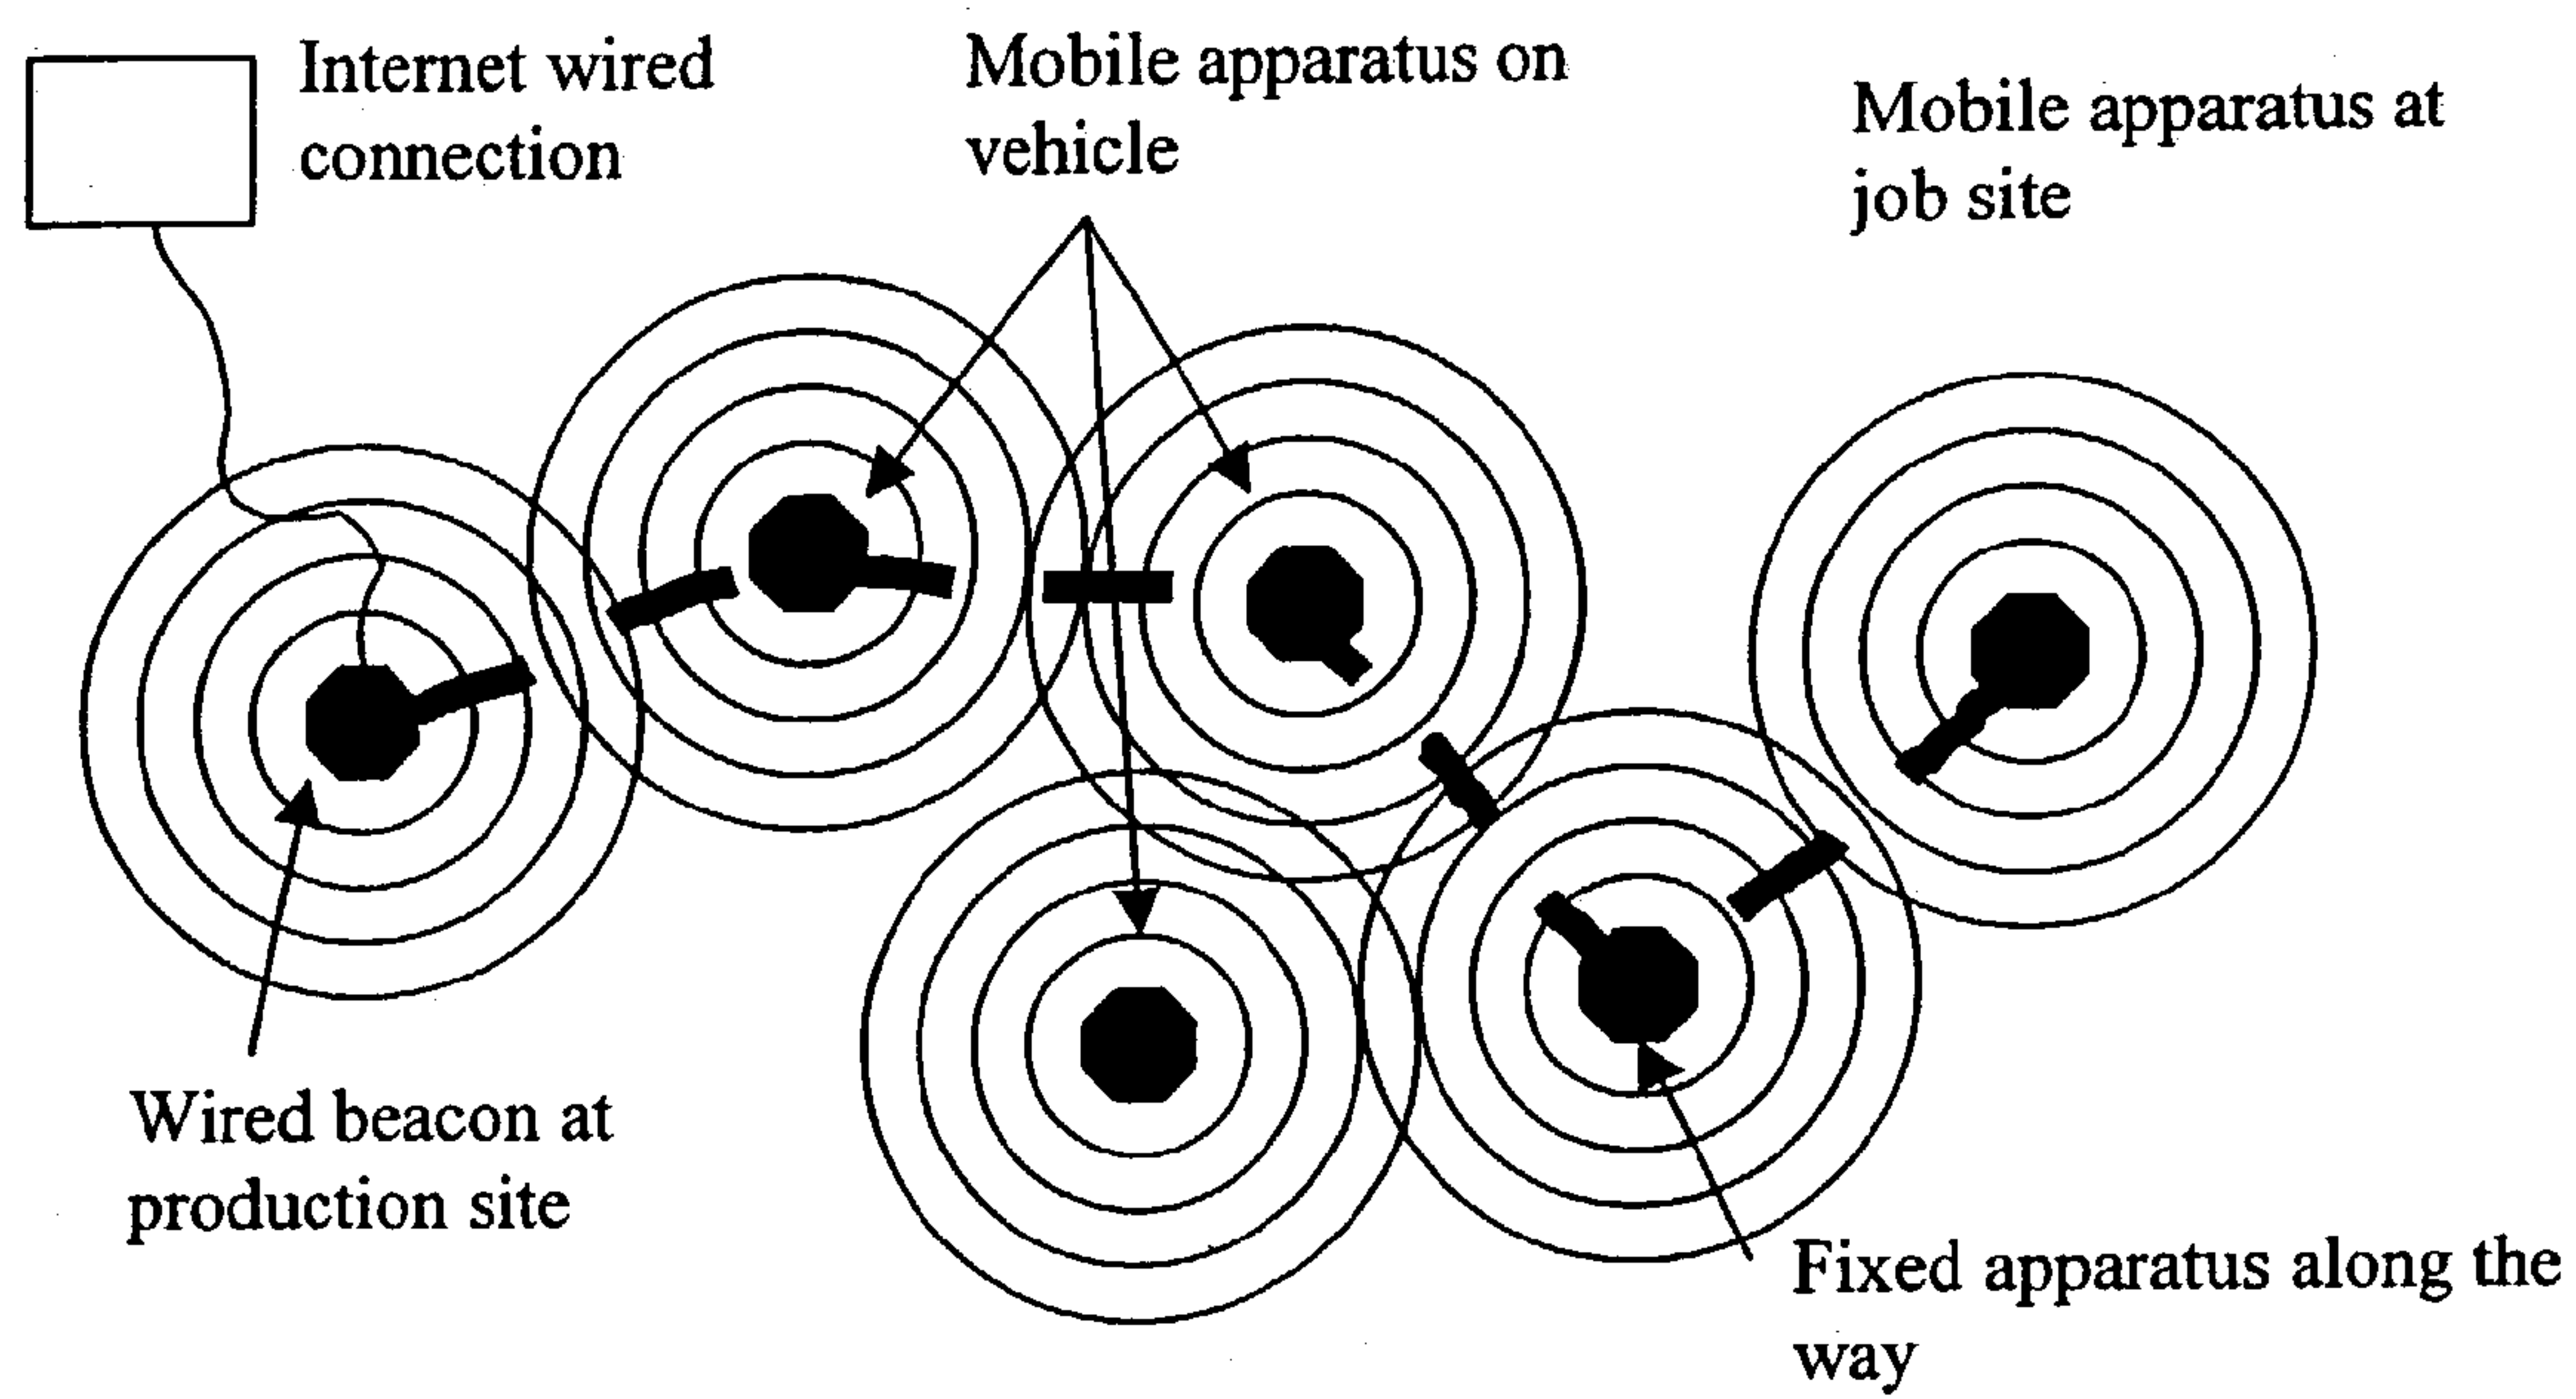 Internet wired
connection
Mobile apparatus on
vehicle
Mobile apparatus at
job site
Wired beacon at
production site
Fixed apparatus along the
way